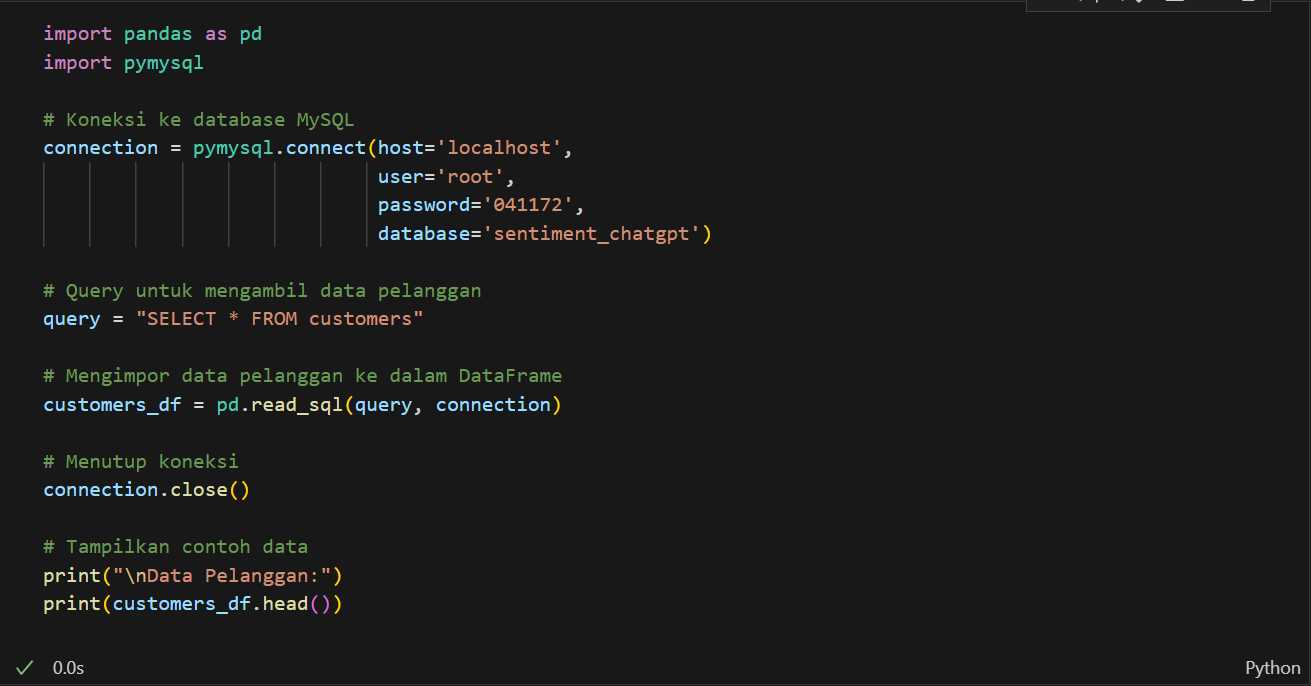 import pandas as pd
import pymysql
# Koneksi ke database MySQL
connection = pymysql.connect(host='localhost',
user='root',
password='041172',
database='sentiment_chatgpt')
# Query untuk mengambil data pelanggan
query = "SELECT * FROM customers"
# Mengimpor data pelanggan ke dalam DataFrame
customers_df = pd.read_sql(query, connection)
# Menutup koneksi
connection.close()
# Tampilkan contoh data
print("\nData Pelanggan:")
print(customers_df.head())
0.0s
Python